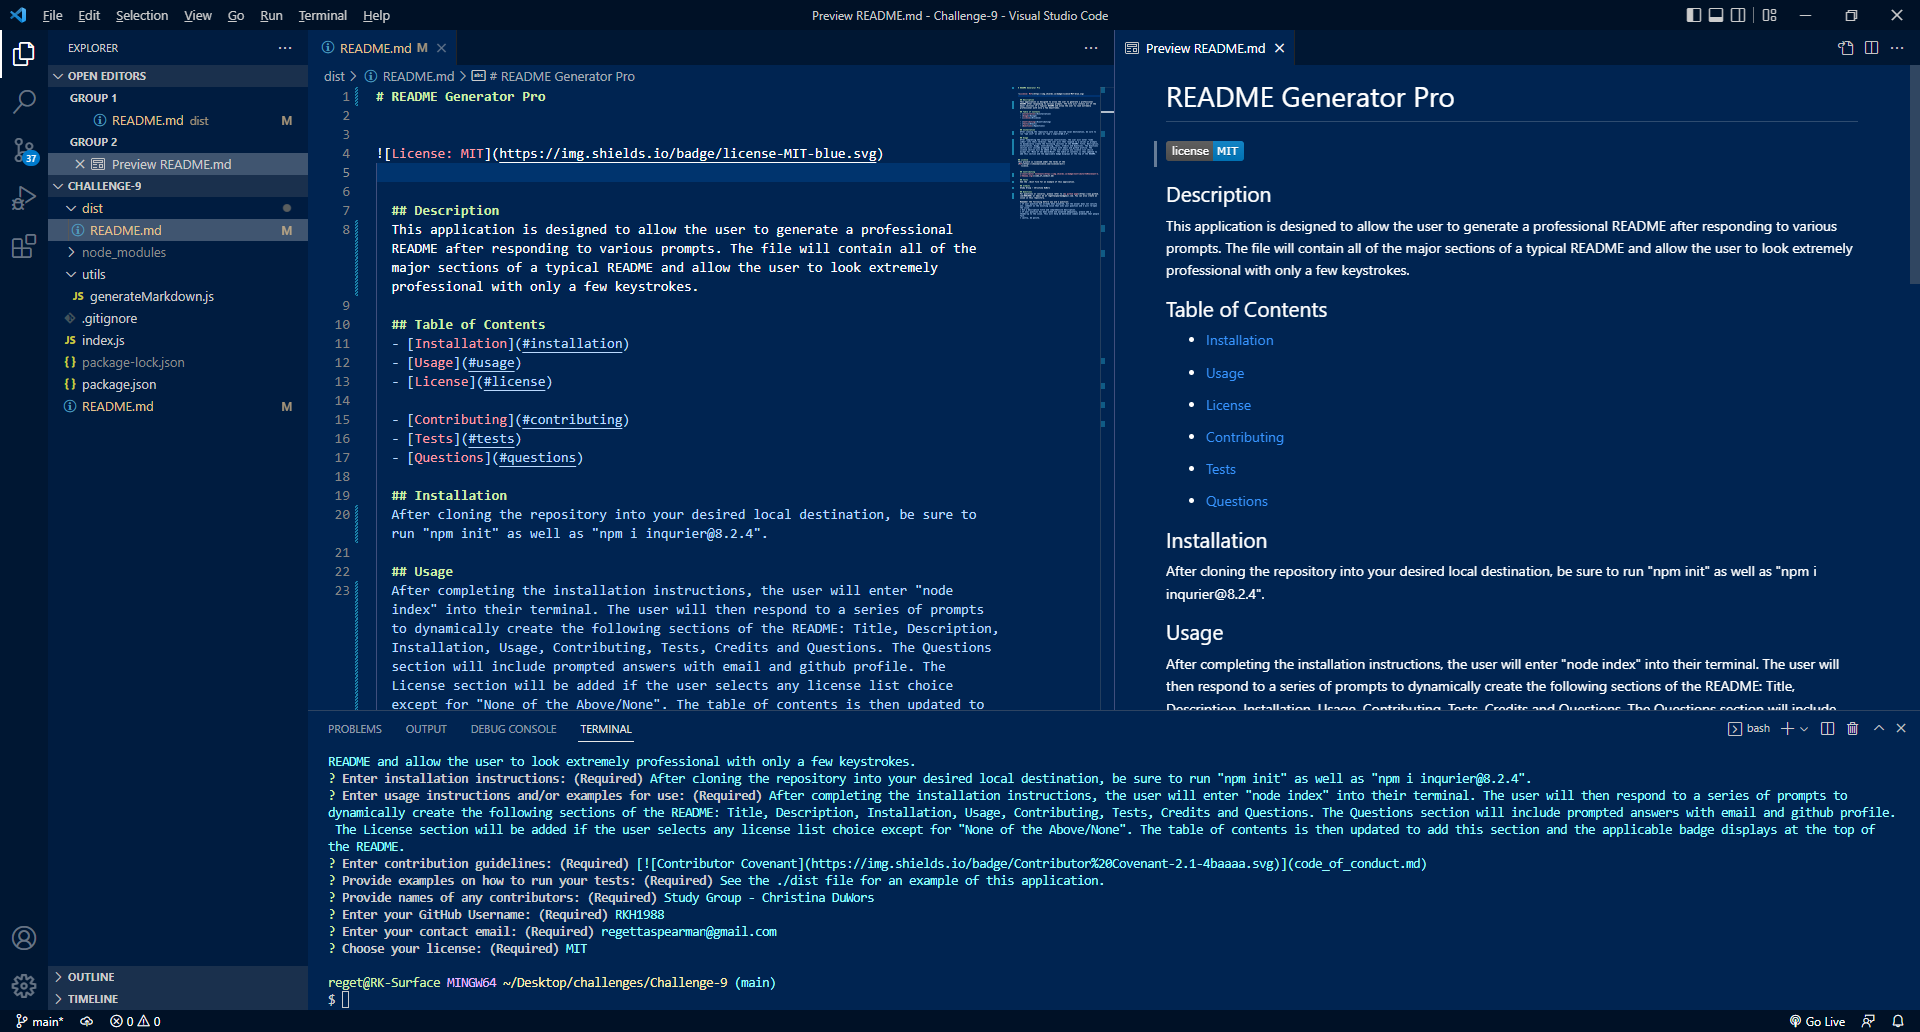 File Edit Selection View Go Run Terminal Help
Preview README.md - Challenge-9 - Visual Studio Code
EXPLORER
OPEN EDITORS
GROUP 1
README.md dist M
GROUP 2
Preview README.md
CHALLENGE-9
dist
README.md M
node_modules
utils
JS generateMarkdown.js
.gitignore
JS index.js
{} package-lock.json
{} package.json
README.md M
OUTLINE
TIMELINE
37
README.md M
dist > README.md > # README Generator Pro
1 # README Generator Pro
2
3
4 ![License: MIT](https://img.shields.io/badge/license-MIT-blue.svg)
5
6
7 ## Description
8 This application is designed to allow the user to generate a professional
README after responding to various prompts. The file will contain all of the
major sections of a typical README and allow the user to look extremely
professional with only a few keystrokes.
9
10 ## Table of Contents
11 - [Installation](#installation)
12 - [Usage](#usage)
13 - [License](#license)
14
15 - [Contributing](#contributing)
16 - [Tests](#tests)
17 - [Questions](#questions)
18
19 ## Installation
20 After cloning the repository into your desired local destination, be sure to
run "npm init" as well as "npm i inqurier@8.2.4".
21
22 ## Usage
23 After completing the installation instructions, the user will enter "node
index" into their terminal. The user will then respond to a series of prompts
to dynamically create the following sections of the README: Title, Description,
Installation, Usage, Contributing, Tests, Credits and Questions. The Questions
section will include prompted answers with email and github profile. The
License section will be added if the user selects any license list choice
except for "None of the Above/None". The table of contents is then updated to
Preview README.md
README Generator Pro
license MIT
Description
This application is designed to allow the user to generate a professional README after responding to various
prompts. The file will contain all of the major sections of a typical README and allow the user to look extremely
professional with only a few keystrokes.
Table of Contents
• Installation
• Usage
• License
• Contributing
• Tests
• Questions
Installation
After cloning the repository into your desired local destination, be sure to run "npm init" as well as "npm i
inqurier@8.2.4".
Usage
After completing the installation instructions, the user will enter "node index" into their terminal. The user will
then respond to a series of prompts to dynamically create the following sections of the README: Title,
Description, Installation, Usage, Contributing, Tests, Credits and Questions. The Questions section will include
PROBLEMS OUTPUT DEBUG CONSOLE TERMINAL
bash
README and allow the user to look extremely professional with only a few keystrokes.
? Enter installation instructions: (Required) After cloning the repository into your desired local destination, be sure to run "npm init" as well as "npm i inqurier@8.2.4".
? Enter usage instructions and/or examples for use: (Required) After completing the installation instructions, the user will enter "node index" into their terminal. The user will then respond to a series of prompts to
dynamically create the following sections of the README: Title, Description, Installation, Usage, Contributing, Tests, Credits and Questions. The Questions section will include prompted answers with email and github profile.
The License section will be added if the user selects any license list choice except for "None of the Above/None". The table of contents is then updated to add this section and the applicable badge displays at the top of
the README.
? Enter contribution guidelines: (Required) [![Contributor Covenant](https://img.shields.io/badge/Contributor%20Covenant-2.1-4baaaa.svg)](code_of_conduct.md)
? Provide examples on how to run your tests: (Required) See the ./dist file for an example of this application.
? Provide names of any contributors: (Required) Study Group - Christina DuWors
? Enter your GitHub Username: (Required) RKH1988
? Enter your contact email: (Required) regettaspearman@gmail.com
? Choose your license: (Required) MIT
reget@RK-Surface MINGW64 ~/Desktop/challenges/Challenge-9 (main)
$
main* 0 0
Go Live